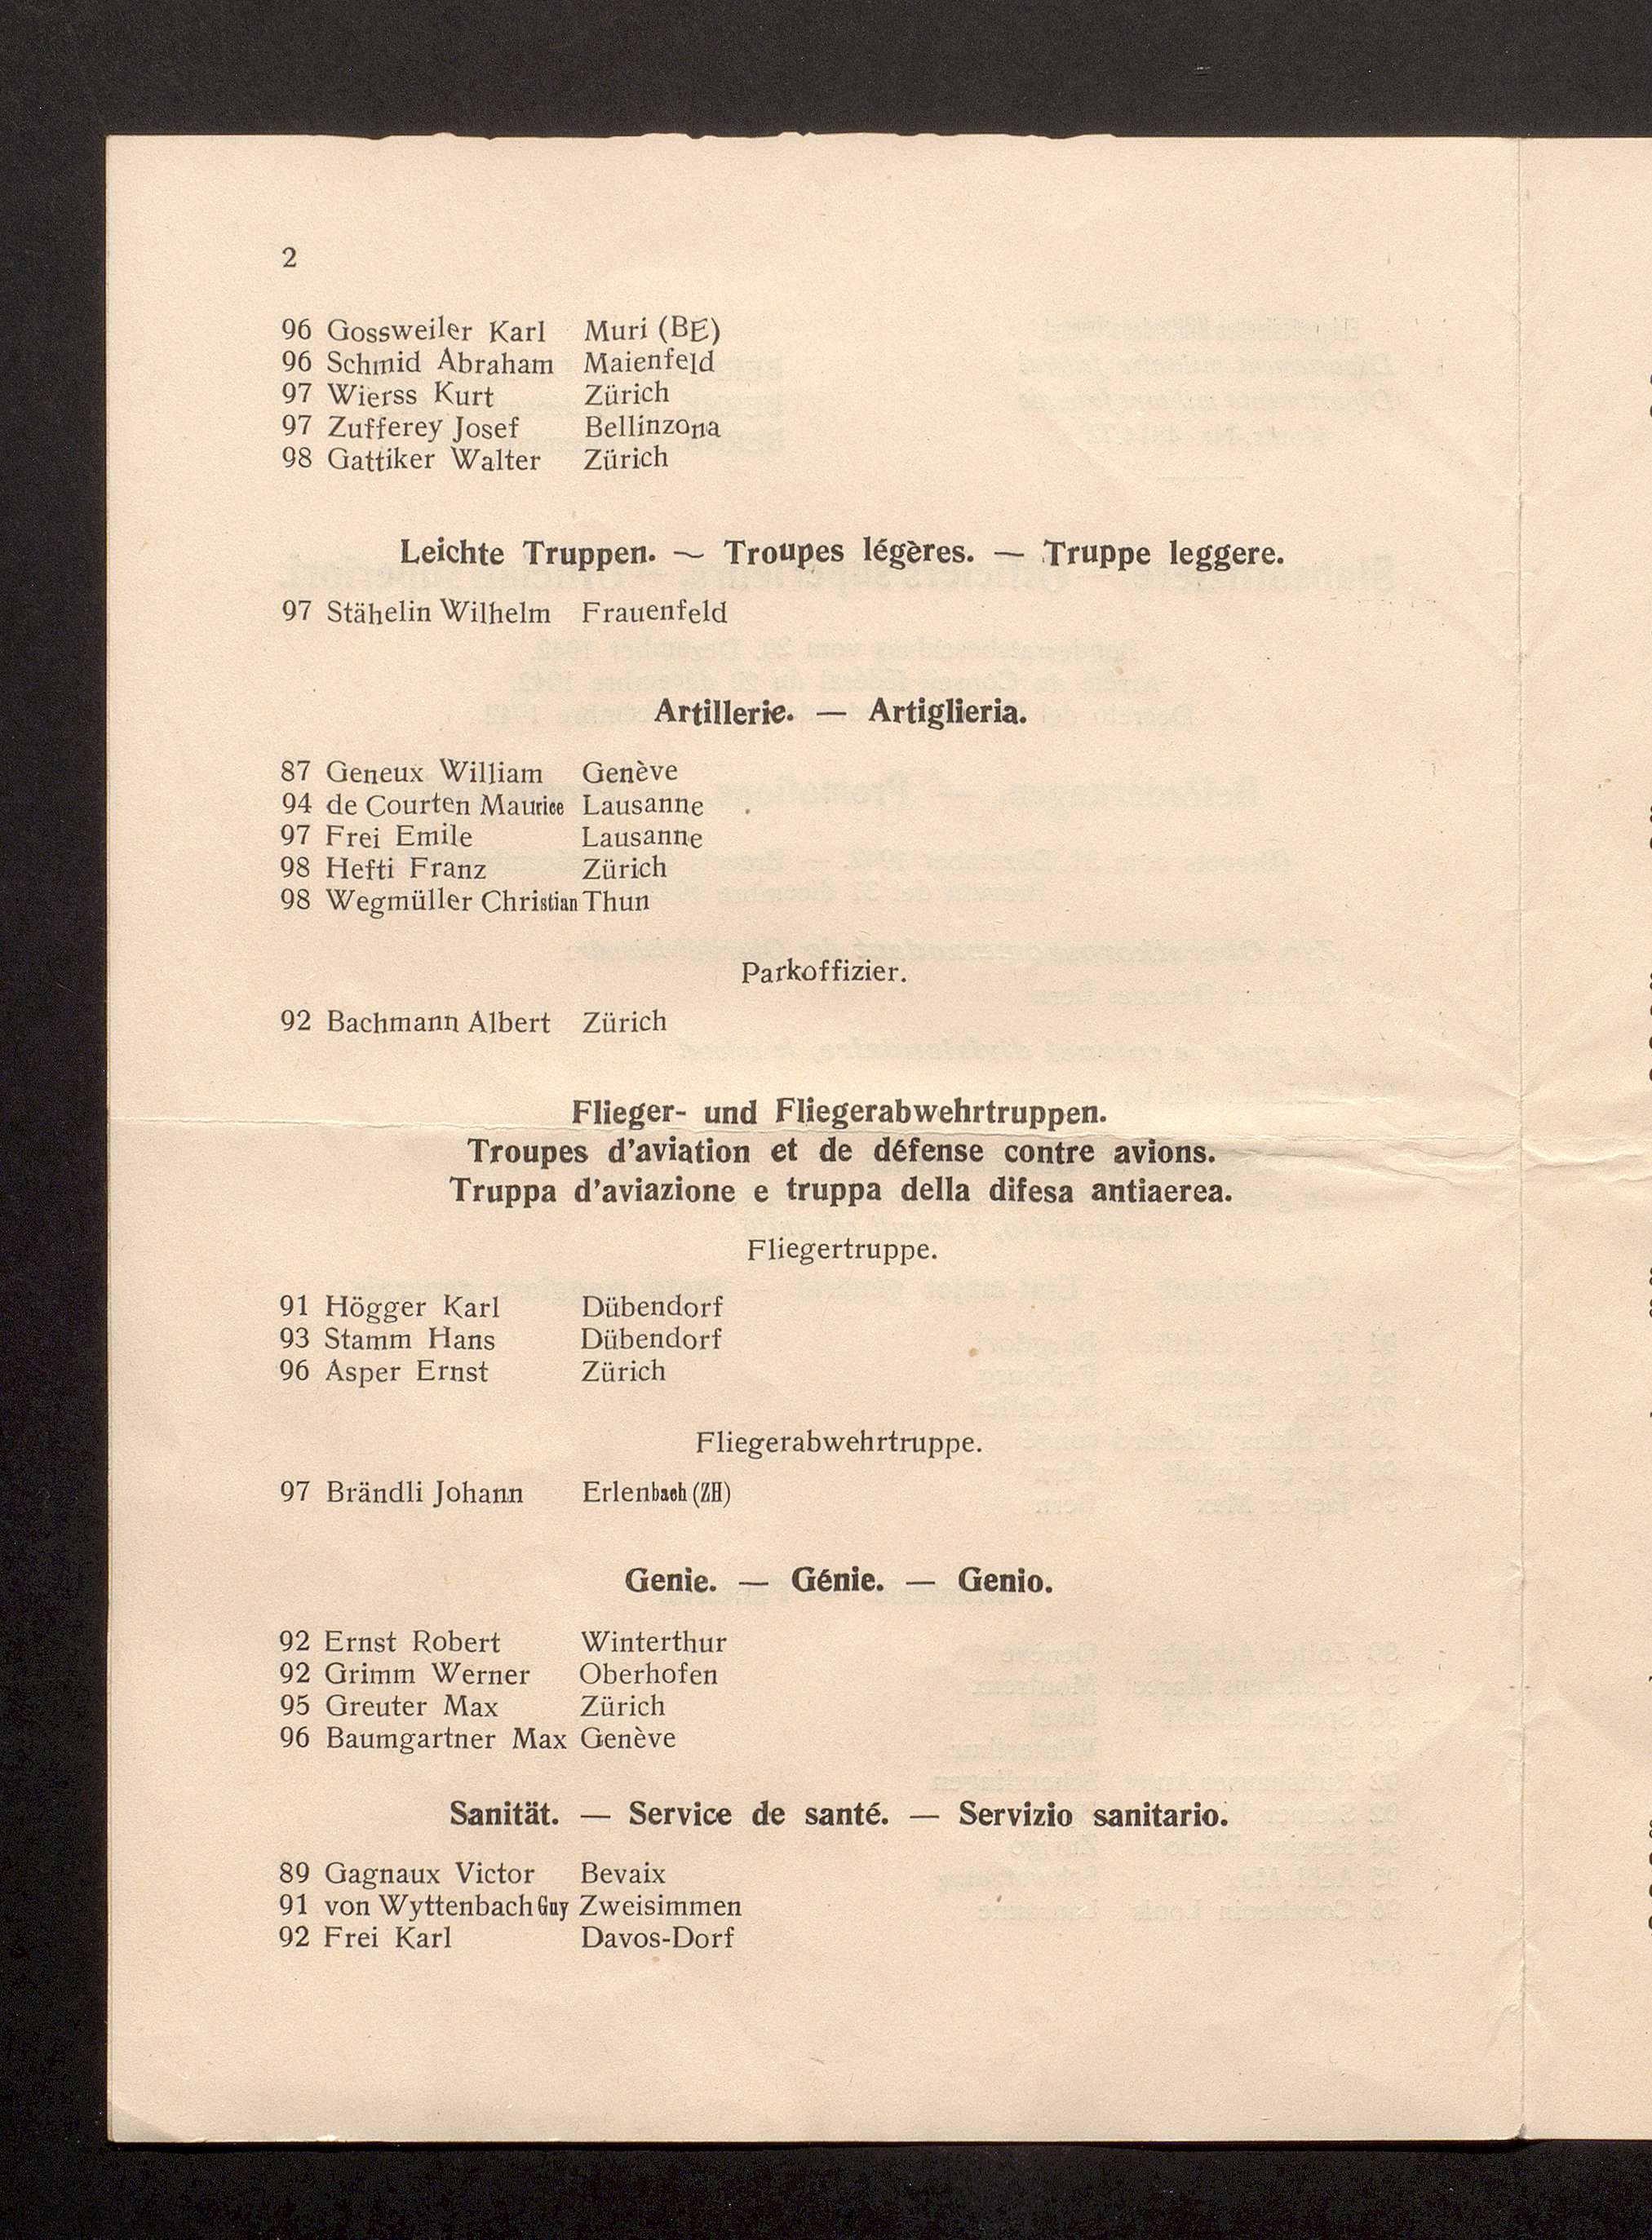 2
96 Gossweiler Karl Muri (BE)
96 Schmid Abraham Maienfeld
97 Wierss Kurt Zürich
97 Zufferey Josef Bellinzona
98 Gattiker Walter Zürich
Leichte Truppen. — Troupes légères. — Truppe leggere.
97 Stähelin Wilhelm Frauenfeld
Artillerie. — Artiglieria.
87 Geneux William Genève
94 de Courten Maurice Lausanne
97 Frei Emile Lausanne
98 Hefti Franz Zürich
98 Wegmüller Christian Thun
Parkoffizier.
92 Bachmann Albert Zürich
Flieger- und Fliegerabwehrtruppen.
Troupes d'aviation et de défense contre avions.
Truppa d'aviazione e truppa della difesa antiaerea.
Fliegertruppe.
91 Högger Karl Dübendorf
93 Stamm Hans Dübendorf
96 Asper Ernst Zürich
Fliegerabwehrtruppe.
97 Brändli Johann Erlenbach (ZH)
Genie. — Génie. — Genio.
92 Ernst Robert Winterthur
92 Grimm Werner Oberhofen
95 Greuter Max Zürich
96 Baumgartner Max Genève
Sanität. — Service de santé. — Servizio sanitario.
89 Gagnaux Victor Bevaix
91 von Wyttenbach Guy Zweisimmen
92 Frei Karl Davos-Dorf